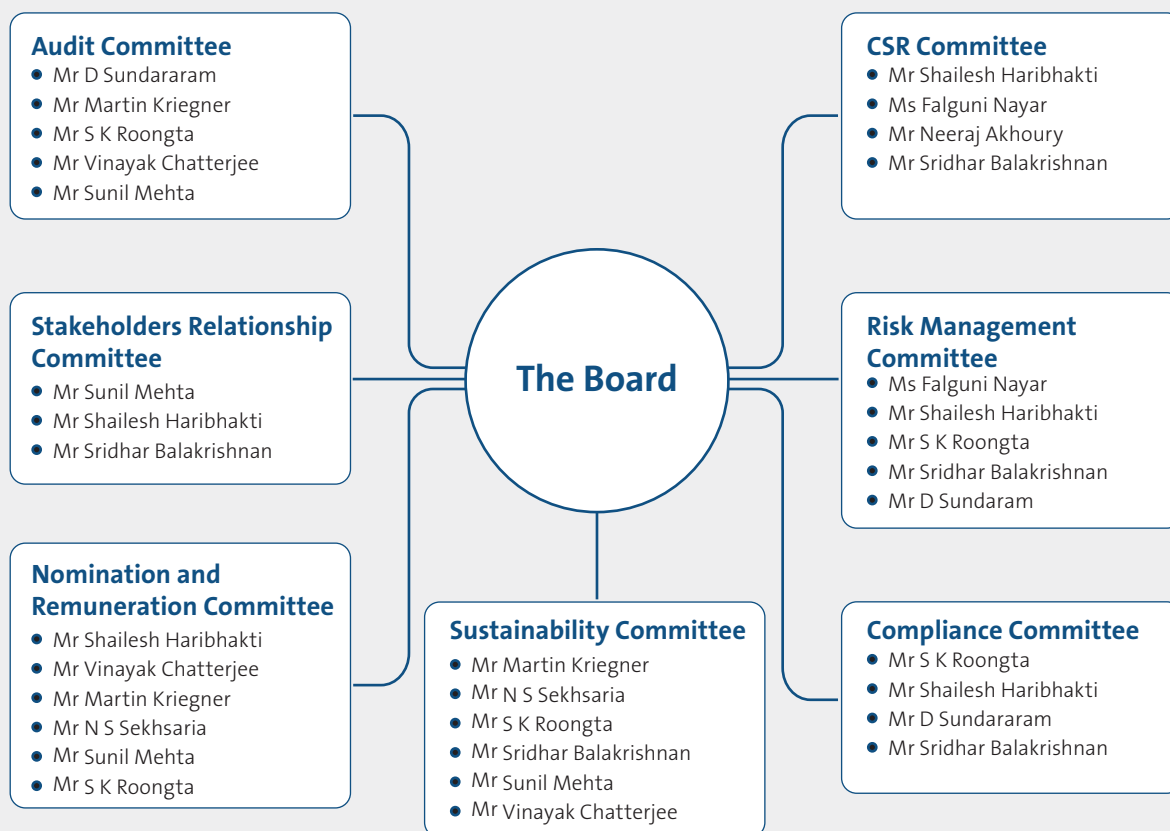 Audit Committee
Mr D Sundararam
Mr Martin Kriegner
Mr S K Roongta
Mr Vinayak Chatterjee
Mr Sunil Mehta
CSR Committee
Mr Shailesh Haribhakti
Ms Falguni Nayar
Mr Neeraj Akhoury
Mr Sridhar Balakrishnan
Stakeholders Relationship
Committee
Mr Sunil Mehta
Mr Shailesh Haribhakti
Mr Sridhar Balakrishnan
The Board
Risk Management
Committee
Ms Falguni Nayar
Mr Shailesh Haribhakti
Mr S K Roongta
Mr Sridhar Balakrishnan
Mr D Sundaram
Nomination and
Remuneration Committee
Mr Shailesh Haribhakti
Mr Vinayak Chatterjee
Mr Martin Kriegner
Mr N S Sekhsaria
Mr Sunil Mehta
Mr S K Roongta
Sustainability Committee
Mr Martin Kriegner
Mr N S Sekhsaria
Mr S K Roongta
Mr Sridhar Balakrishnan
Mr Sunil Mehta
Mr Vinayak Chatterjee
Compliance Committee
Mr S K Roongta
Mr Shailesh Haribhakti
Mr D Sundararam
Mr Sridhar Balakrishnan